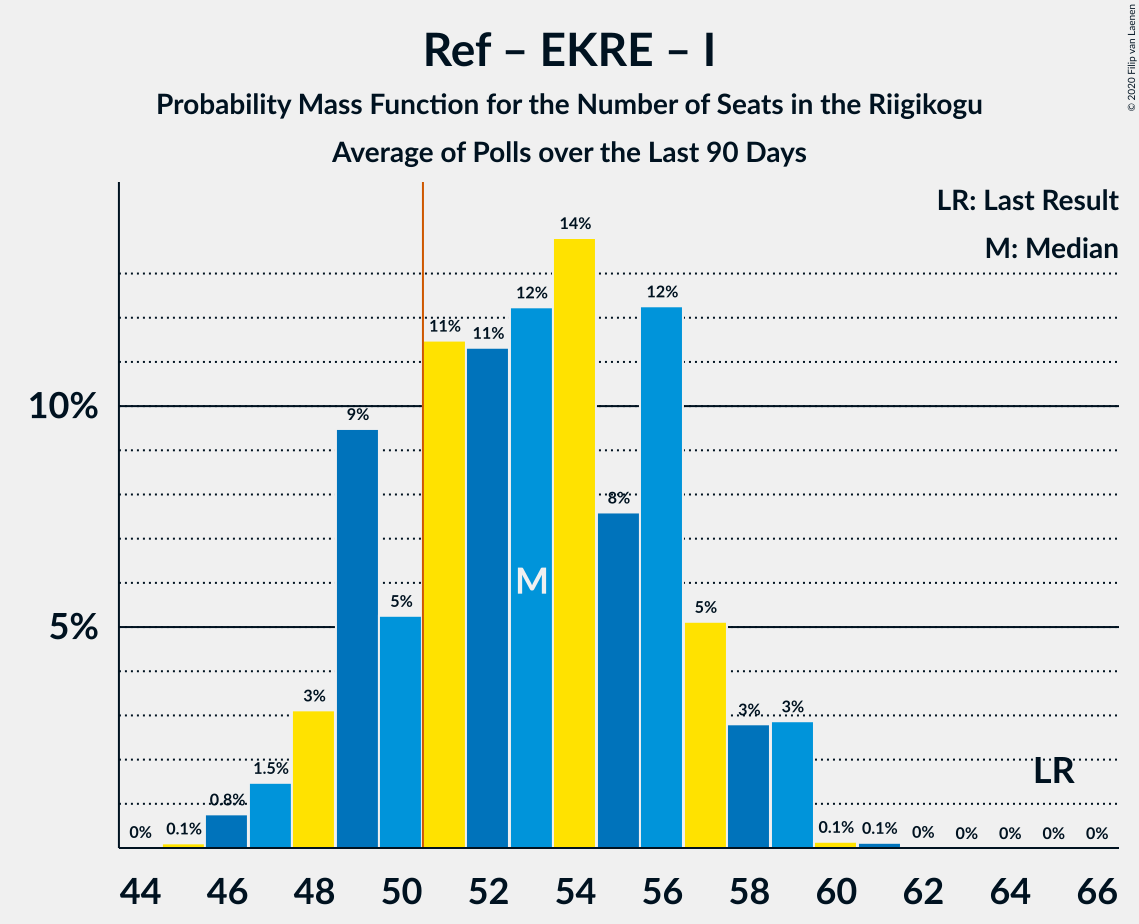 Ref – EKRE – I
Probability Mass Function for the Number of Seats in the Riigikogu
Average of Polls over the Last 90 Days
© 2020 Filip van Laenen
LR: Last Result
M: Median
14%
12%
12%
11%
11%
10%
9%
8%
M
5%
5%
5%
3%
3%
3%
LR
1.5%
0.8%
0%
0.1%
0.1%
0.1%
0%
0%
0%
0%
0%
44 46 48 50 52 54 56 58 60 62 64 66